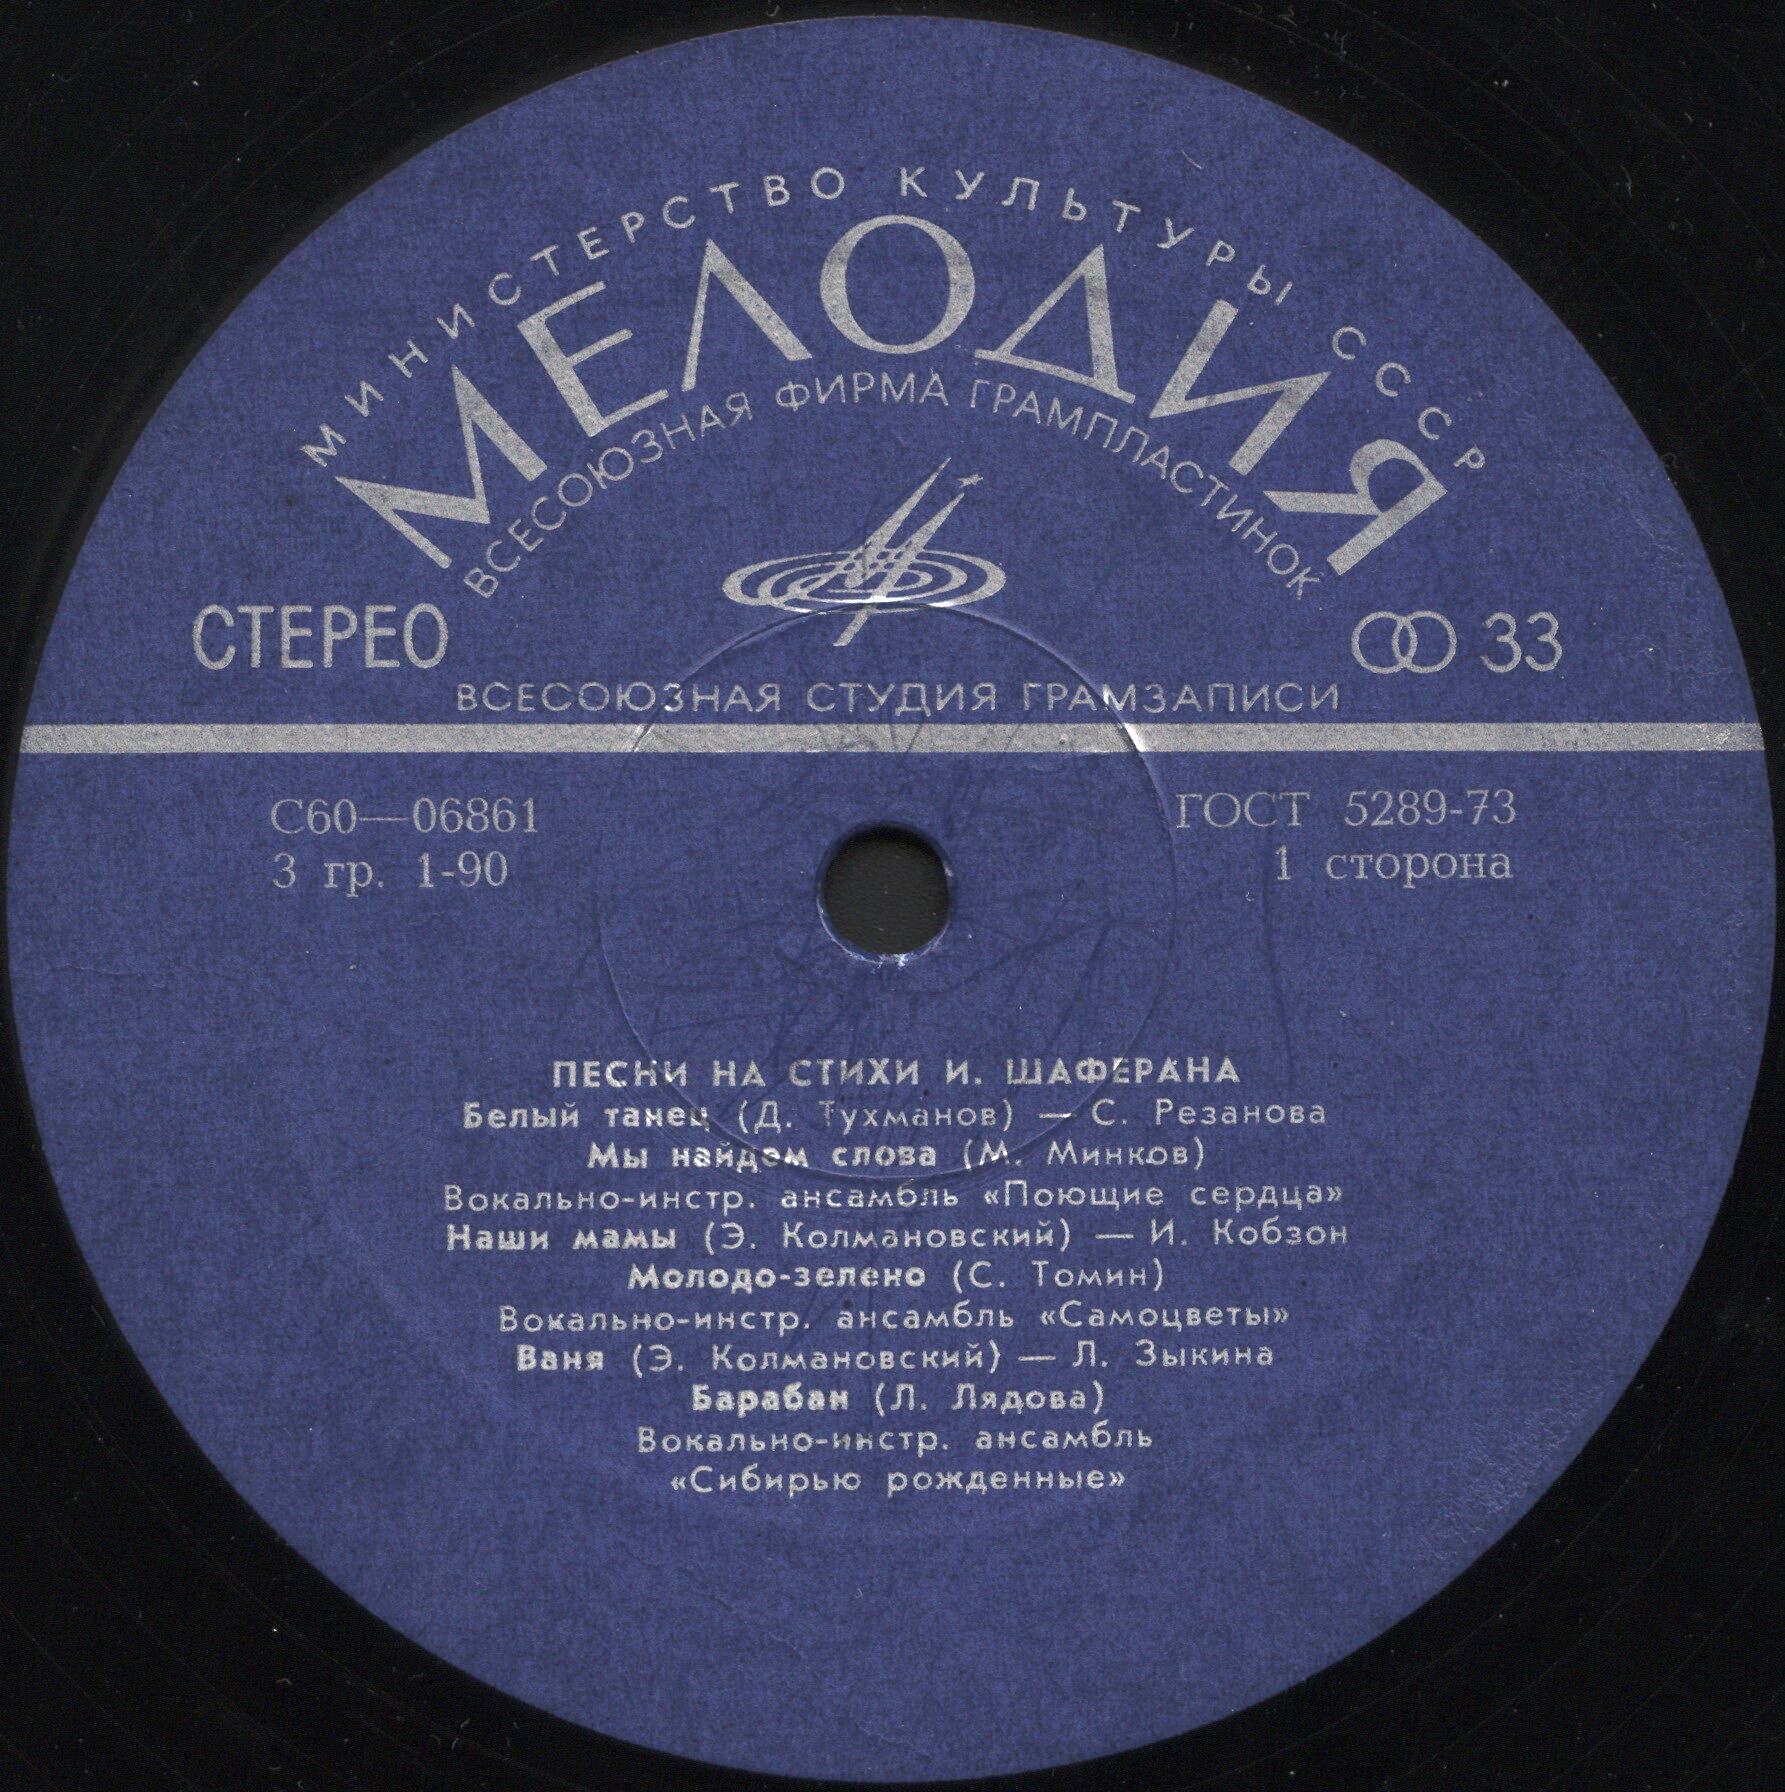 МИНИСТЕРСТВО КУЛЬТУРЫ СССР
МЕЛОДИЯ
ВСЕСОЮЗНАЯ ФИРМА ГРАМПЛАСТИНОК
СТЕРЕО
33
ВСЕСОЮЗНАЯ СТУДИЯ ГРАМЗАПИСИ
С60—06861
ГОСТ 5289-73
3 гр. 1-90
1 сторона
ПЕСНИ НА СТИХИ И. ШАФЕРАНА
Белый танец (Д. Тухманов) — С. Резанова
Мы найдем слова (М. Минков)
Вокально-инстр. ансамбль «Поющие сердца»
Наши мамы (Э. Колмановский) — И. Кобзон
Молодо-зелено (С. Томин)
Вокально-инстр. ансамбль «Самоцветы»
Ваня (Э. Колмановский) — Л. Зыкина
Барабан (Л. Лядова)
Вокально-инстр. ансамбль
«Сибирью рожденные»